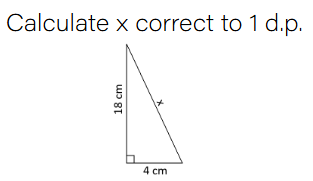 Calculate x correct to 1 d.p.
18 cm
x
4 cm